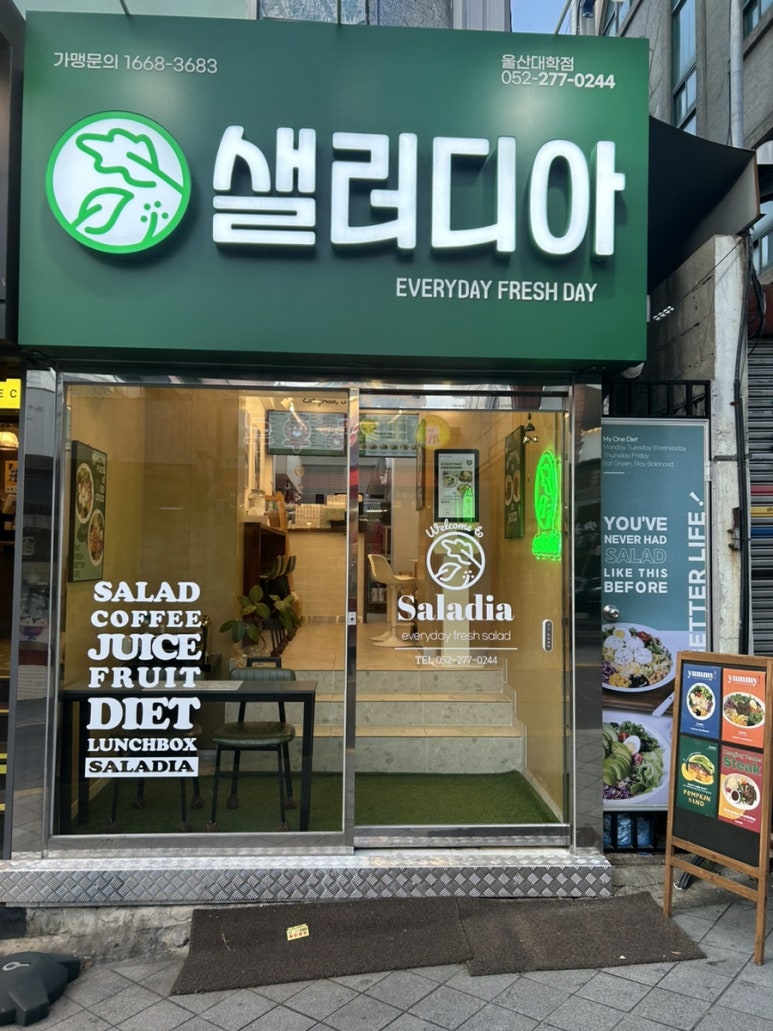 가맹문의 1668-3683
울산대학점
052-277-0244
샐러디아
EVERYDAY FRESH DAY
SALAD
COFFEE
JUICE
FRUIT
DIET
LUNCHBOX
SALADIA
Welcome to
Saladia
everyday fresh salad
TEL 052-277-0244
My One Diet
Monday Tuesday Wednesday
Thursday Friday
Eat Green, Stay Balanced.
YOU'VE
NEVER HAD
SALAD
LIKE THIS
BEFORE
ETTER LIFE!
yummy!
yummy!
Steak
PUMPKIN
SAND